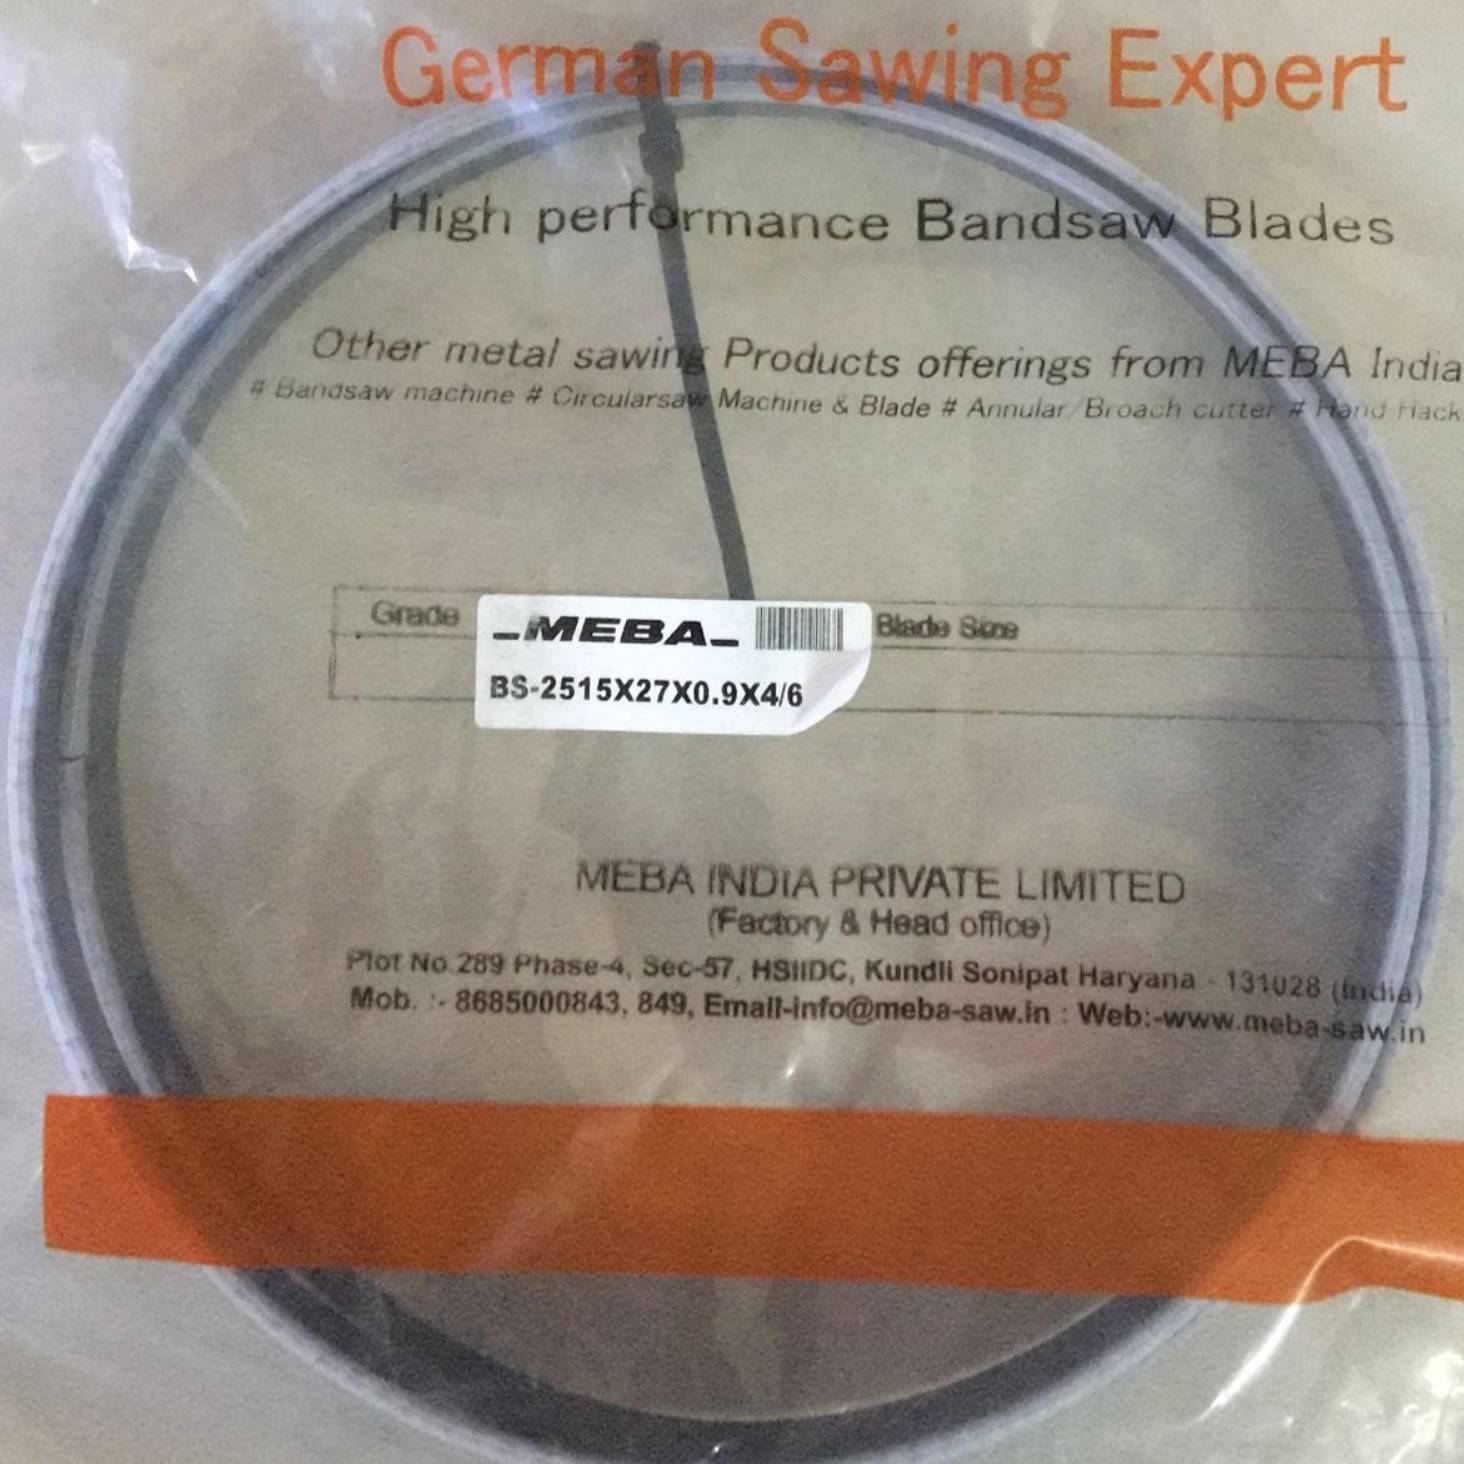 German Sawing Expert
High performance Bandsaw Blades
Other metal sawing Products offerings from MEBA India
# Bandsaw machine # Circularsaw Machine & Blade # Annular/Broach cutter # Hand Hack
Grade
Blade Size
_MEBA_
BS-2515X27X0.9X4/6
MEBA INDIA PRIVATE LIMITED
(Factory & Head office)
Plot No.289 Phase-4, Sec-57, HSIIDC, Kundli Sonipat Haryana - 131028 (India)
Mob. :- 8685000843, 849, Email-info@meba-saw.in : Web:-www.meba-saw.in